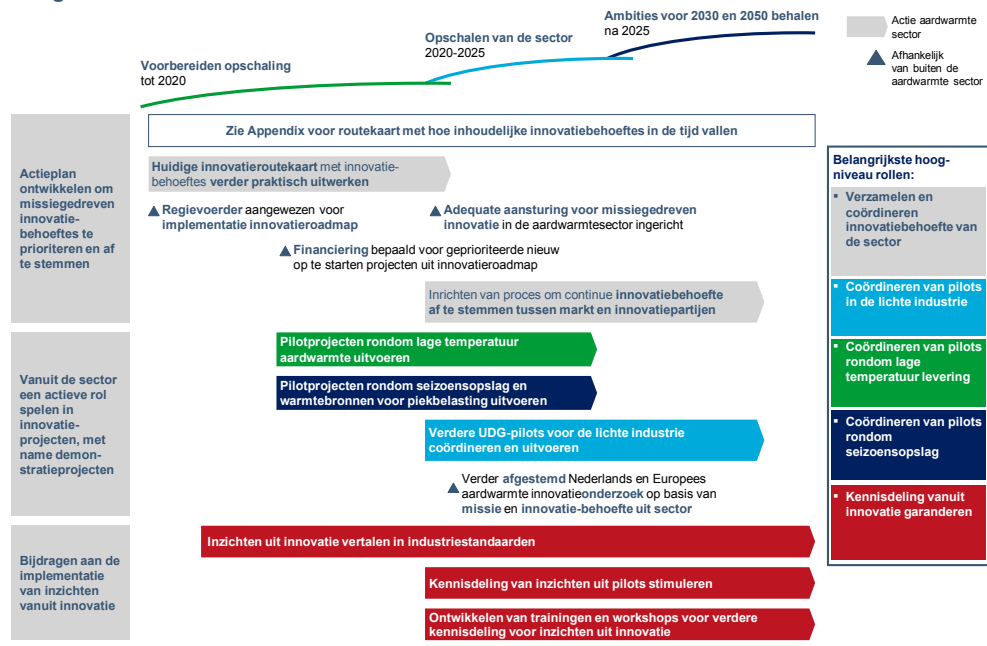 Ambities voor 2030 en 2050 behalen
na 2025
Opschalen van de sector
2020-2025
Voorbereiden opschaling
tot 2020
Actie aardwarmte
sector
Afhankelijk
van buiten de
aardwarmte sector
Zie Appendix voor routekaart met hoe inhoudelijke innovatiebehoeftes in de tijd vallen
Actieplan
ontwikkelen om
missiegedreven
innovatie-
behoeftes te
prioriteren en af
te stemmen
Huidige innovatieroutekaart met innovatie-
behoeftes verder praktisch uitwerken
Regievoerder aangewezen voor
implementatie innovatieroadmap
Adequate aansturing voor missiegedreven
innovatie in de aardwarmtesector ingericht
Financiering bepaald voor geprioriteerde nieuw
op te starten projecten uit innovatieroadmap
Inrichten van proces om continue innovatiebehoefte
af te stemmen tussen markt en innovatiepartijen
Vanuit de sector
een actieve rol
spelen in
innovatie-
projecten, met
name demon-
stratieprojecten
Pilotprojecten rondom lage temperatuur
aardwarmte uitvoeren
Pilotprojecten rondom seizoensopslag en
warmtebronnen voor piekbelasting uitvoeren
Verdere UDG-pilots voor de lichte industrie
coördineren en uitvoeren
Verder afgestemd Nederlands en Europees
aardwarmte innovatieonderzoek op basis van
missie en innovatie-behoefte uit sector
Bijdragen aan de
implementatie
van inzichten
vanuit innovatie
Inzichten uit innovatie vertalen in industriestandaarden
Kennisdeling van inzichten uit pilots stimuleren
Ontwikkelen van trainingen en workshops voor verdere
kennisdeling voor inzichten uit innovatie
Belangrijkste hoog-
niveau rollen:
▪ Verzamelen en
coördineren
innovatiebehoefte van
de sector
▪ Coördineren van pilots
in de lichte industrie
▪ Coördineren van pilots
rondom lage
temperatuur levering
▪ Coördineren van pilots
rondom
seizoensopslag
▪ Kennisdeling vanuit
innovatie garanderen